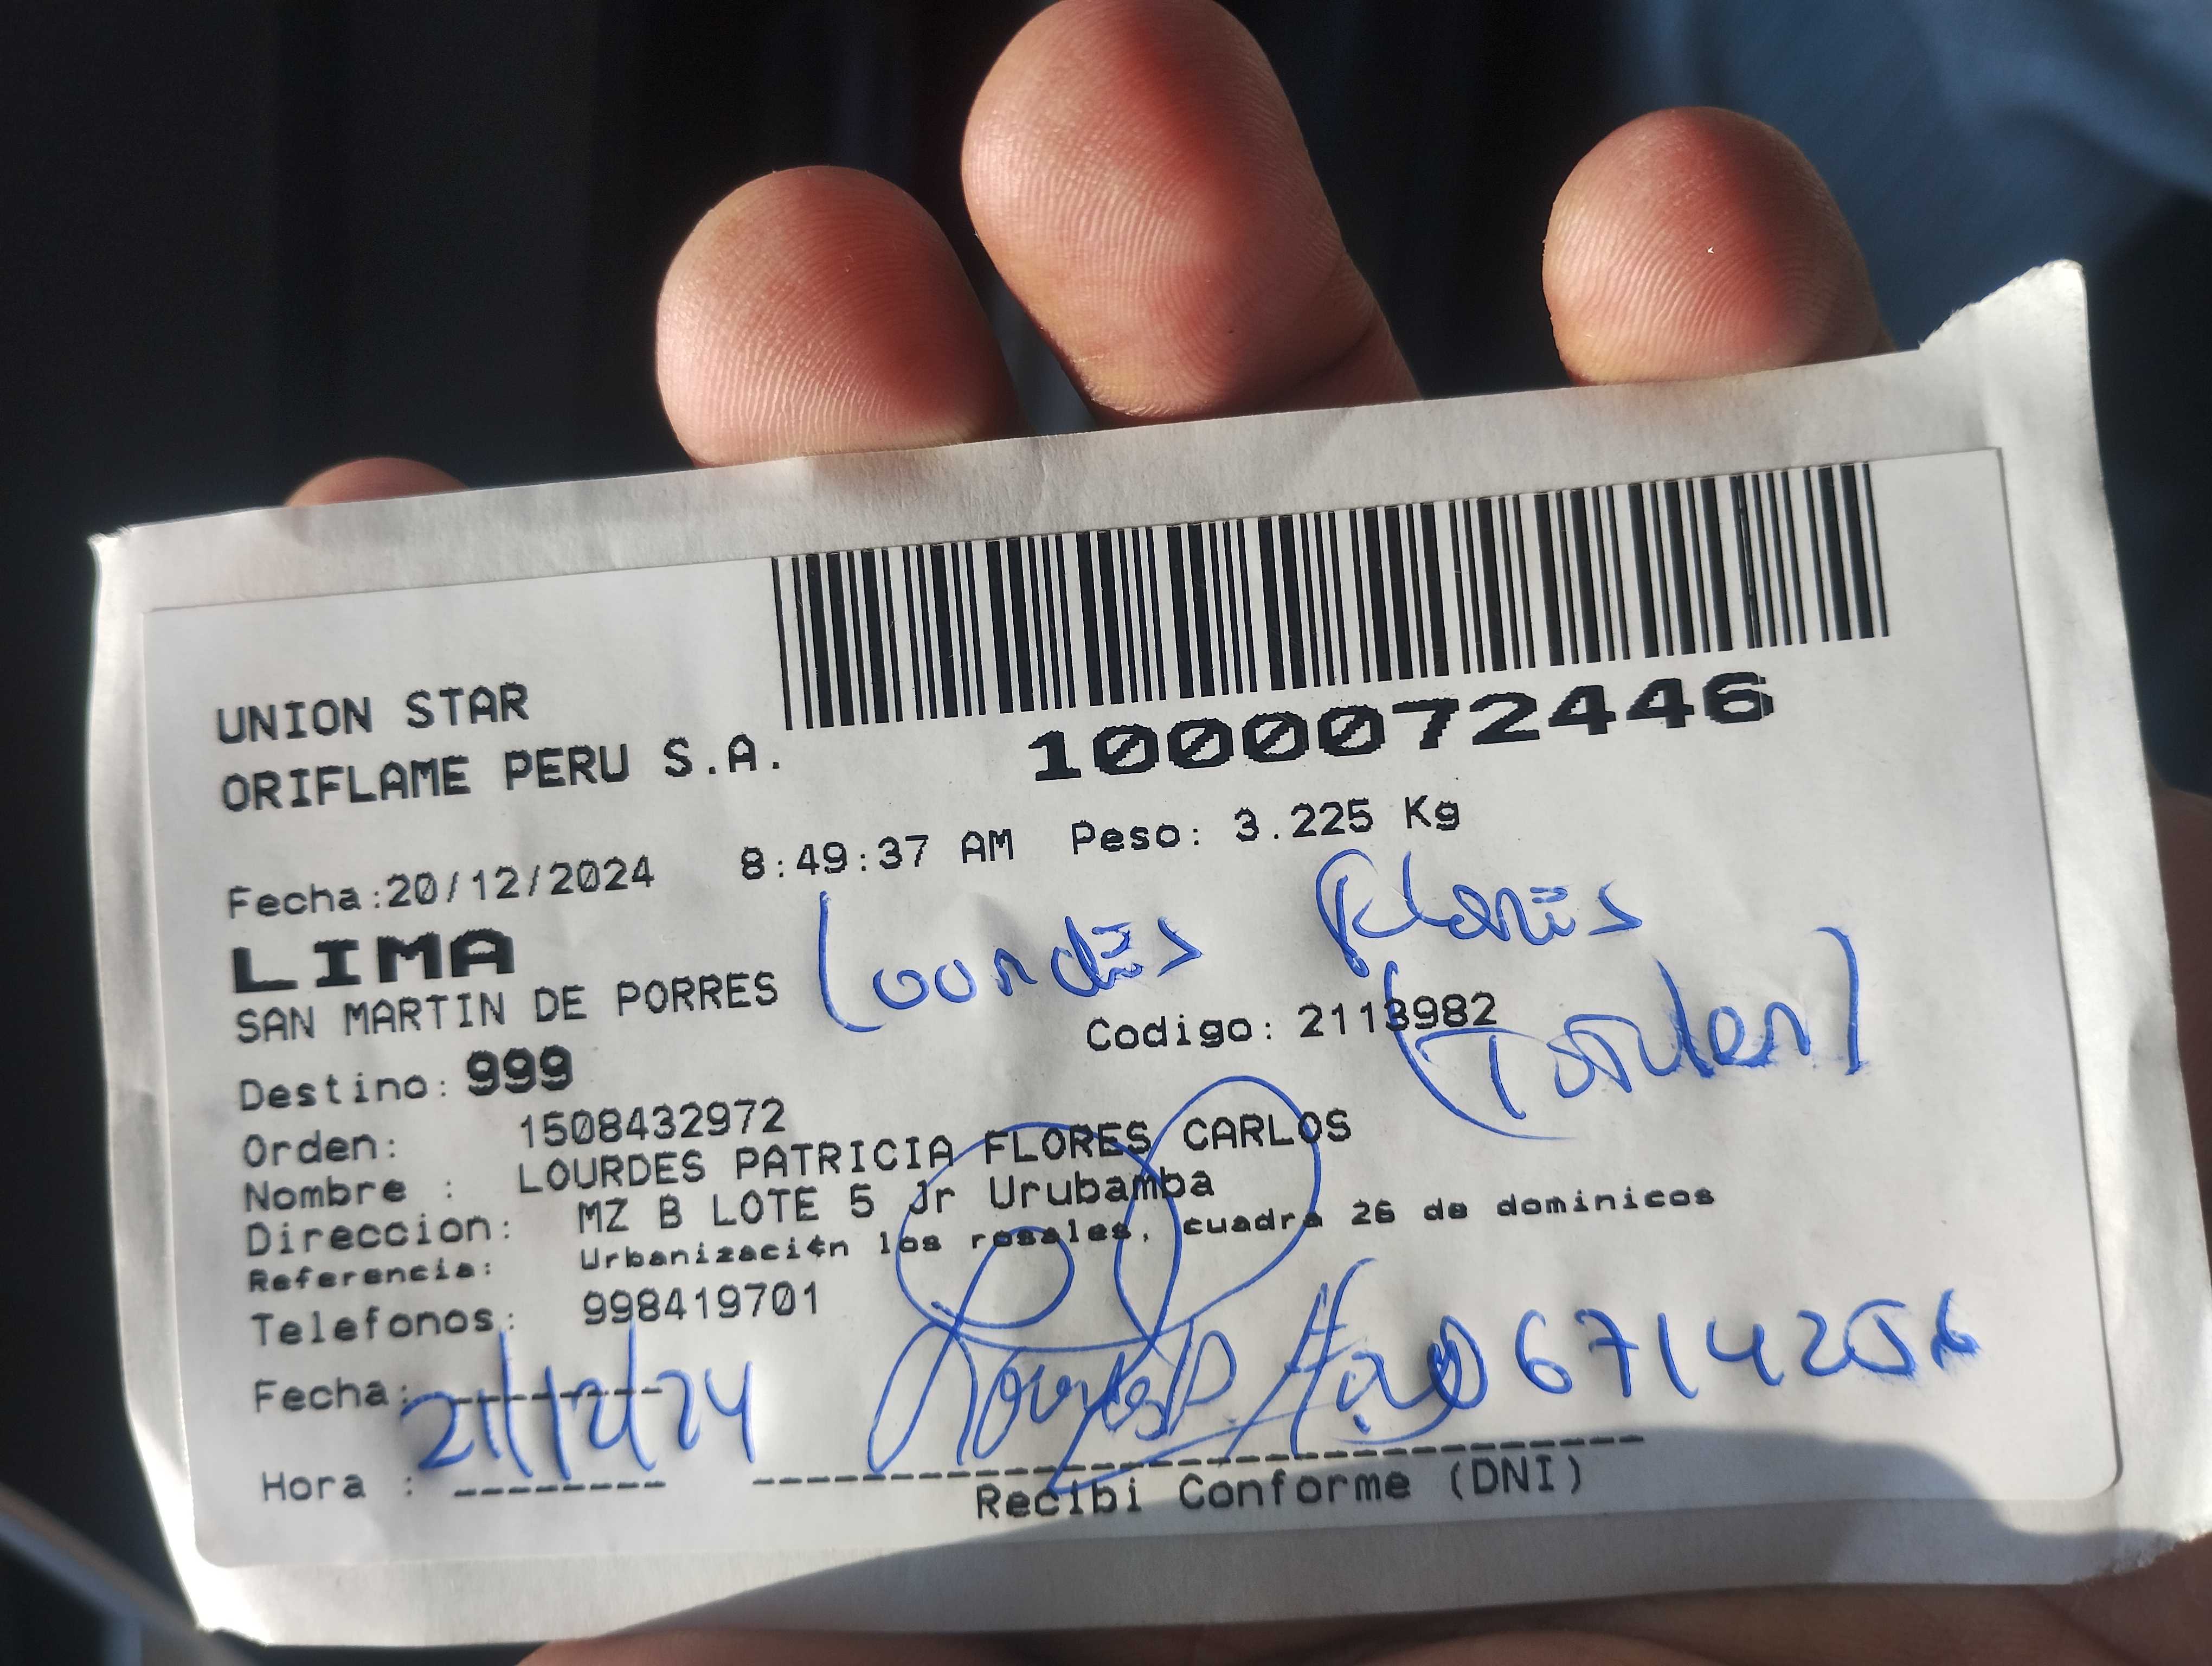 UNION STAR
ORIFLAME PERU S.A.
1000072446
Fecha:20/12/2024 8:49:37 AM Peso: 3.225 Kg
LIMA
Lourdes Flores
SAN MARTIN DE PORRES
Codigo: 2113982
(Titular)
Destino: 999
Orden: 1508432972
Nombre : LOURDES PATRICIA FLORES CARLOS
Direccion: MZ B LOTE 5 Jr Urubamba
Referencia: Urbanizaci¢n los rosales, cuadra 26 de dominicos
Telefonos: 998419701
Fecha: 21/12/24
Hora :
Recibi Conforme (DNI)